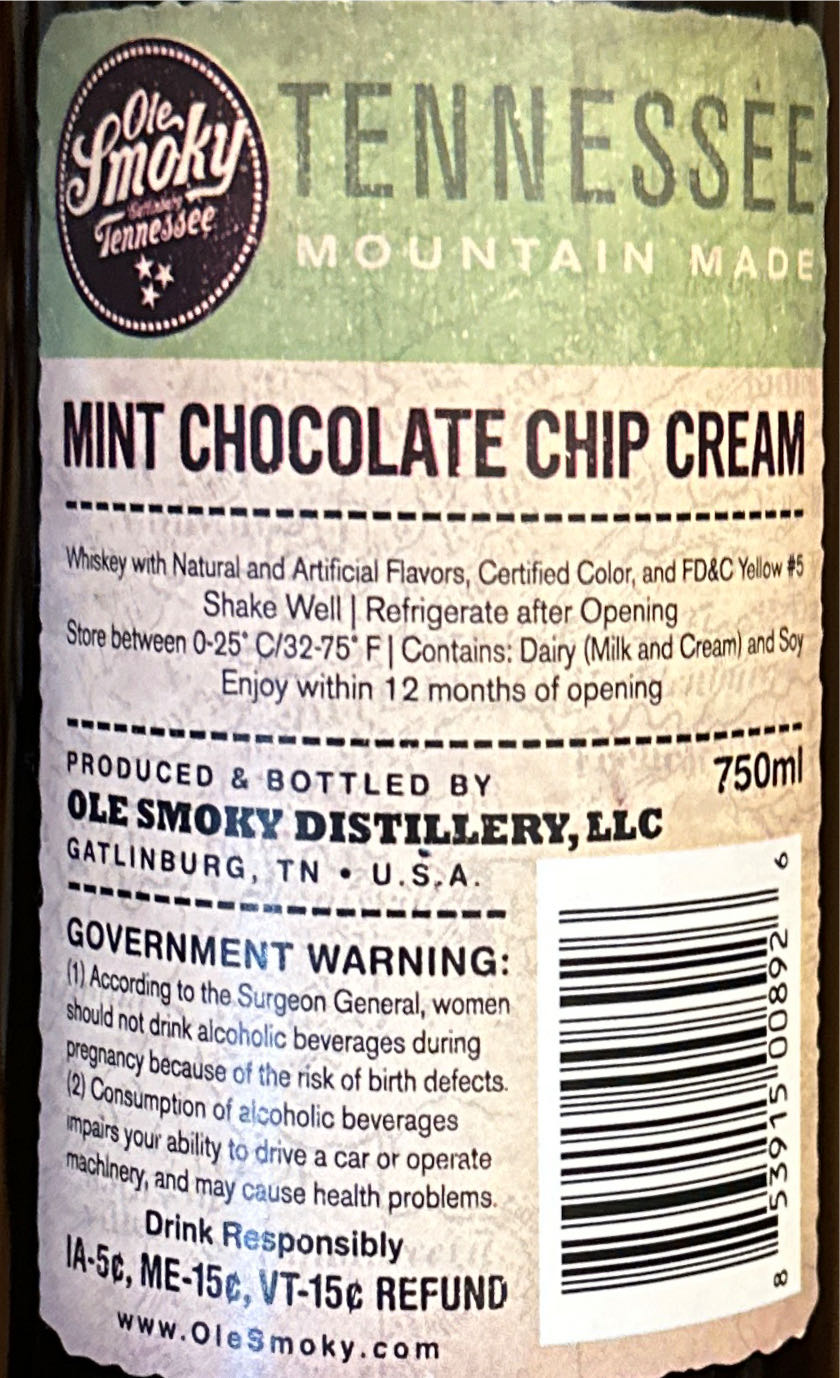 Ole
Smoky
Tennessee
TENNESSEE
MOUNTAIN MADE
MINT CHOCOLATE CHIP CREAM
Whiskey with Natural and Artificial Flavors, Certified Color, and FD&C Yellow #5
Shake Well | Refrigerate after Opening
Store between 0-25° C/32-75° F | Contains: Dairy (Milk and Cream) and Soy
Enjoy within 12 months of opening
PRODUCED & BOTTLED BY
750ml
OLE SMOKY DISTILLERY, LLC
GATLINBURG, TN • U.S.A.
GOVERNMENT WARNING:
(1) According to the Surgeon General, women
should not drink alcoholic beverages during
pregnancy because of the risk of birth defects.
(2) Consumption of alcoholic beverages
impairs your ability to drive a car or operate
machinery, and may cause health problems.
Drink Responsibly
IA-5¢, ME-15¢, VT-15¢ REFUND
www.OleSmoky.com
8 53915 00892 6